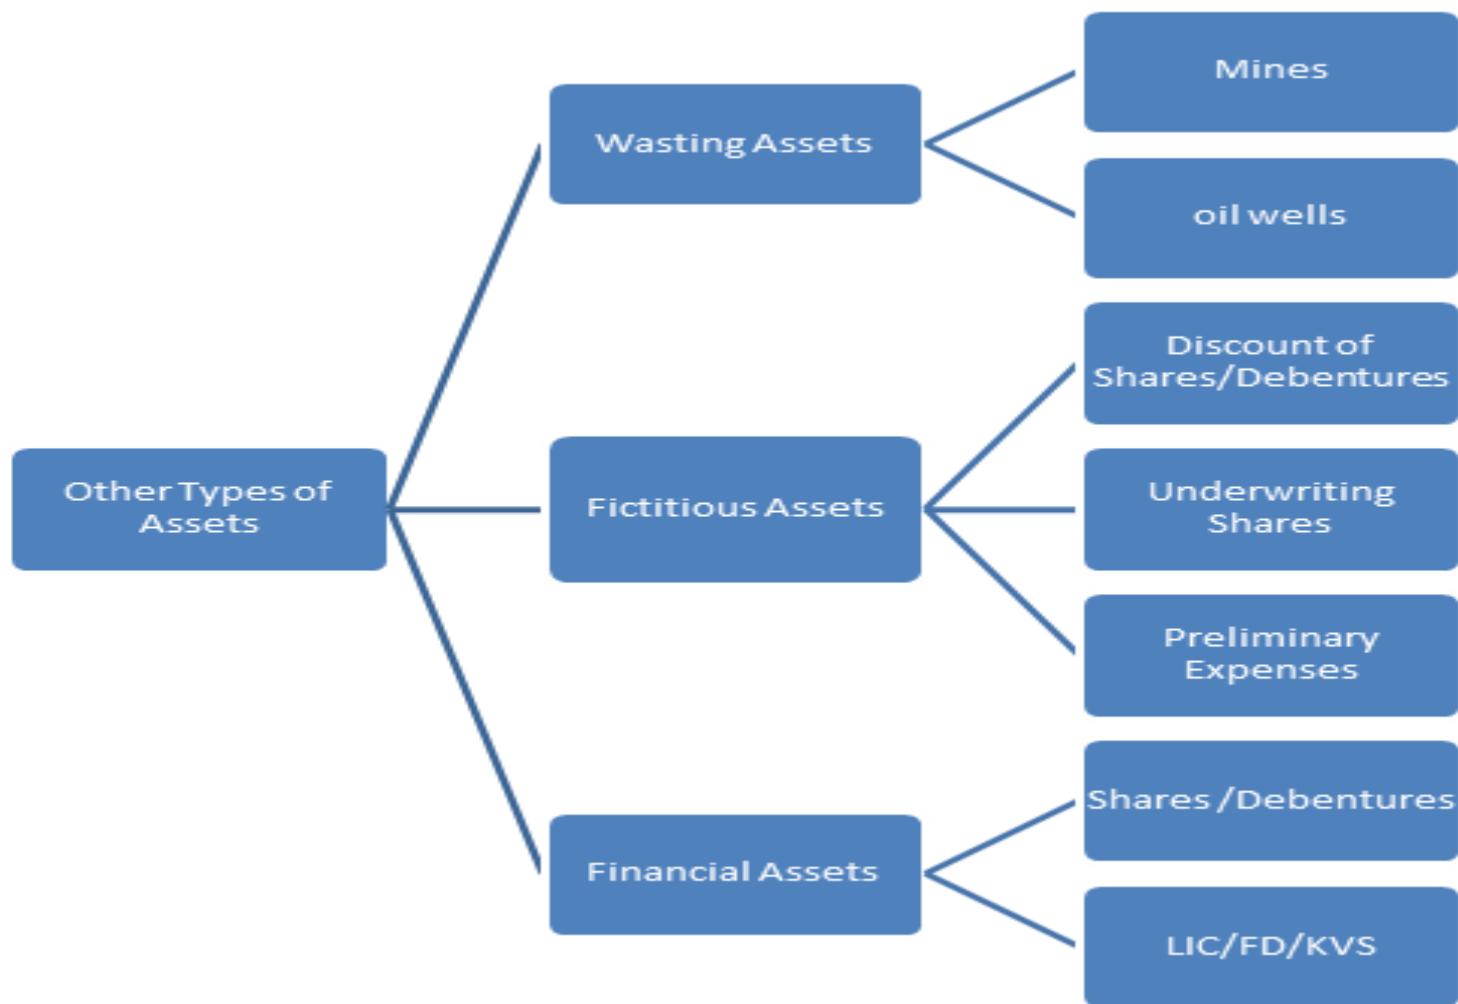 Other Types of
Assets
Wasting Assets
Mines
oil wells
Fictitious Assets
Discount of
Shares/Debentures
Underwriting
Shares
Preliminary
Expenses
Financial Assets
Shares /Debentures
LIC/FD/KVS